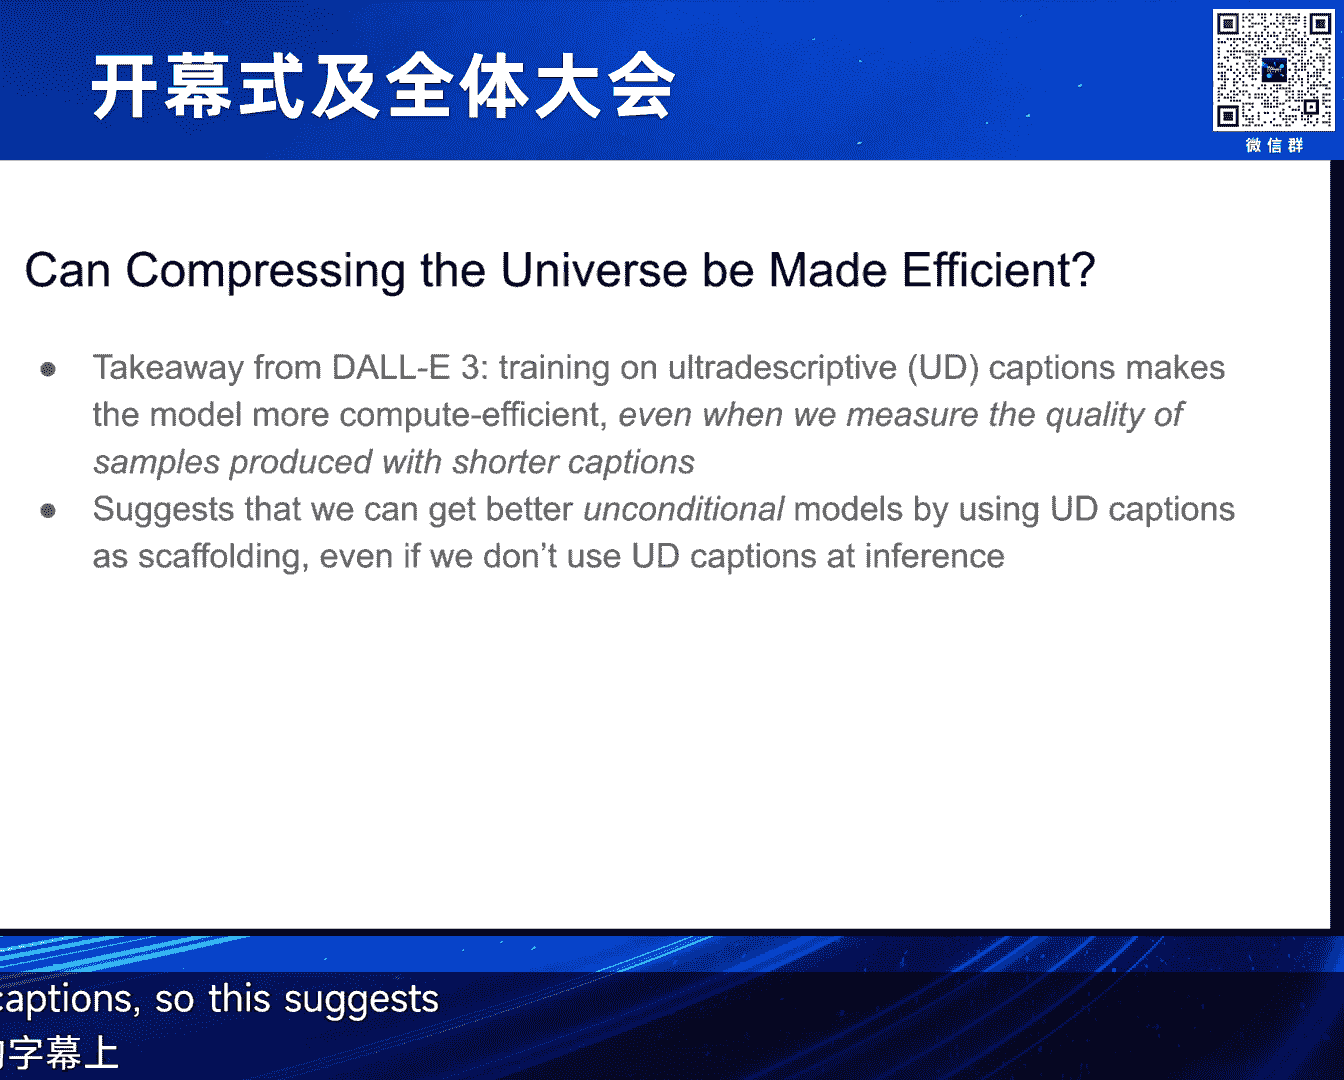 开幕式及全体大会
微信群
Can Compressing the Universe be Made Efficient?
● Takeaway from DALL-E 3: training on ultradescriptive (UD) captions makes
the model more compute-efficient, even when we measure the quality of
samples produced with shorter captions
● Suggests that we can get better unconditional models by using UD captions
as scaffolding, even if we don’t use UD captions at inference
captions, so this suggests
字幕上